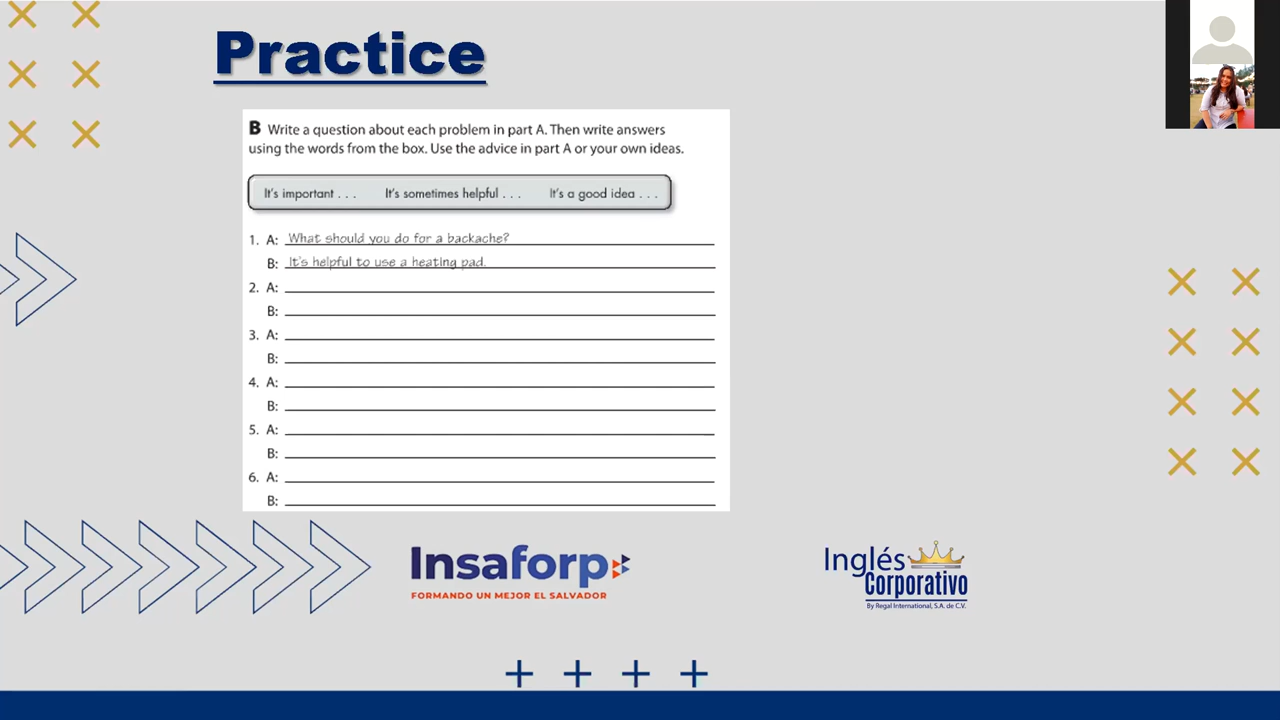 Practice
B Write a question about each problem in part A. Then write answers
using the words from the box. Use the advice in part A or your own ideas.
It's important . . . It's sometimes helpful . . . It's a good idea . . .
1. A: What should you do for a backache?
B: It's helpful to use a heating pad.
2. A:
B:
3. A:
B:
4. A:
B:
5. A:
B:
6. A:
B:
Insaforp
FORMANDO UN MEJOR EL SALVADOR
Inglés
Corporativo
By Regal International, S.A. de C.V.